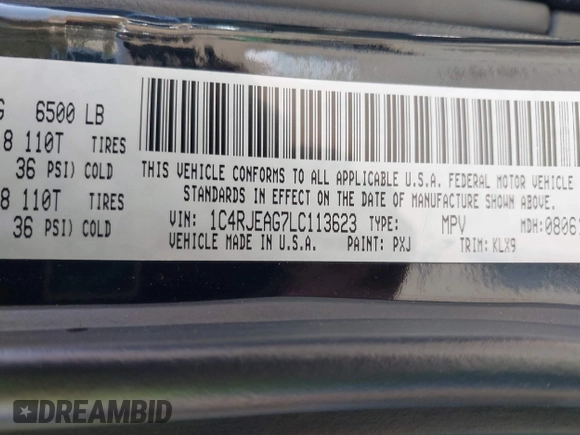 G 6500 LB
8 110T TIRES
36 PSI) COLD
8 110T TIRES
36 PSI) COLD
THIS VEHICLE CONFORMS TO ALL APPLICABLE U.S.A. FEDERAL MOTOR VEHICLE
STANDARDS IN EFFECT ON THE DATE OF MANUFACTURE SHOWN ABOVE.
VIN: 1C4RJEAG7LC113623 TYPE: MPV MDH: 0806
VEHICLE MADE IN U.S.A. PAINT: PXJ TRIM: KLX9
DREAMBID